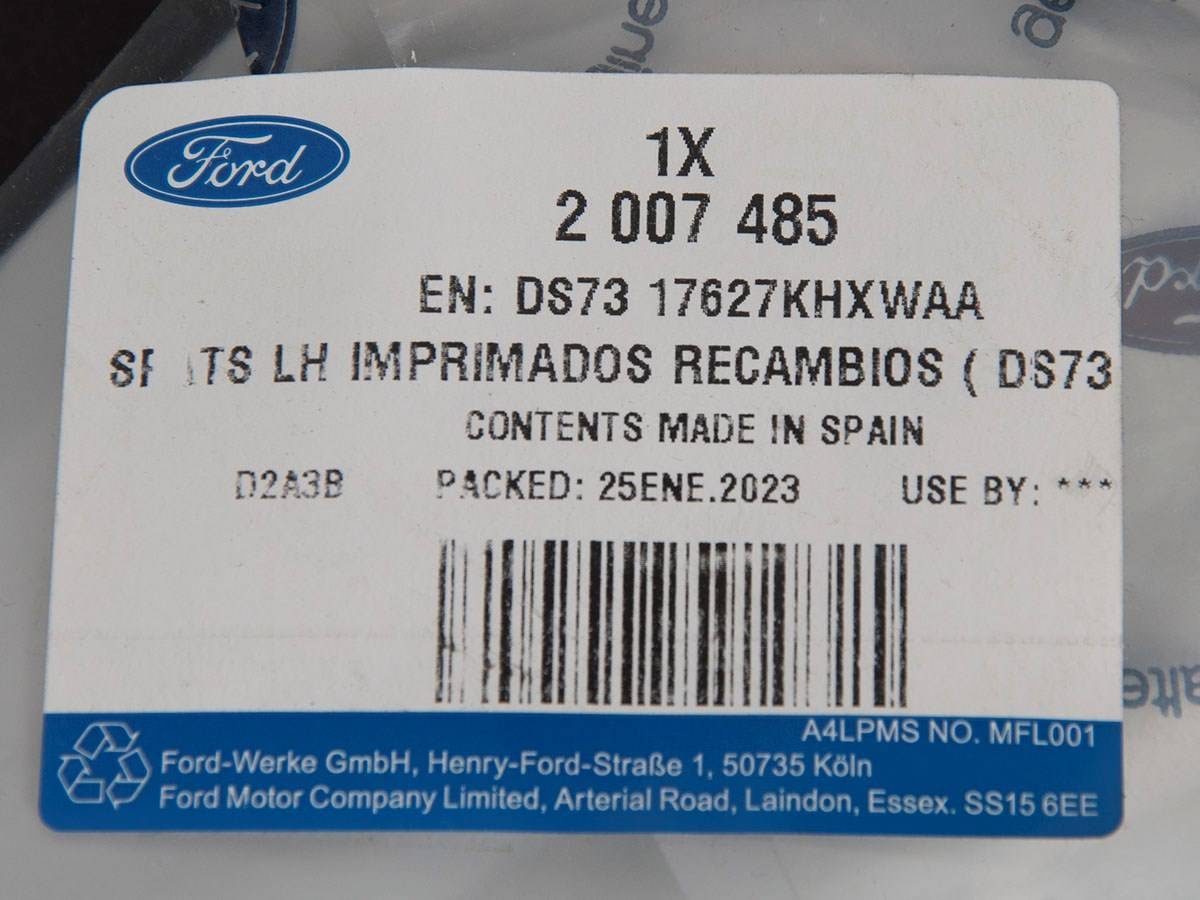 Ford
1X
2 007 485
EN: DS73 17627KHXWAA
LH IMPRIMADOS RECAMBIOS ( DS73
CONTENTS MADE IN SPAIN
D2A3B PACKED: 25ENE.2023 USE BY: ***
A4LPMS NO. MFL001
Ford-Werke GmbH, Henry-Ford-Straße 1, 50735 Köln
Ford Motor Company Limited, Arterial Road, Laindon, Essex. SS15 6EE